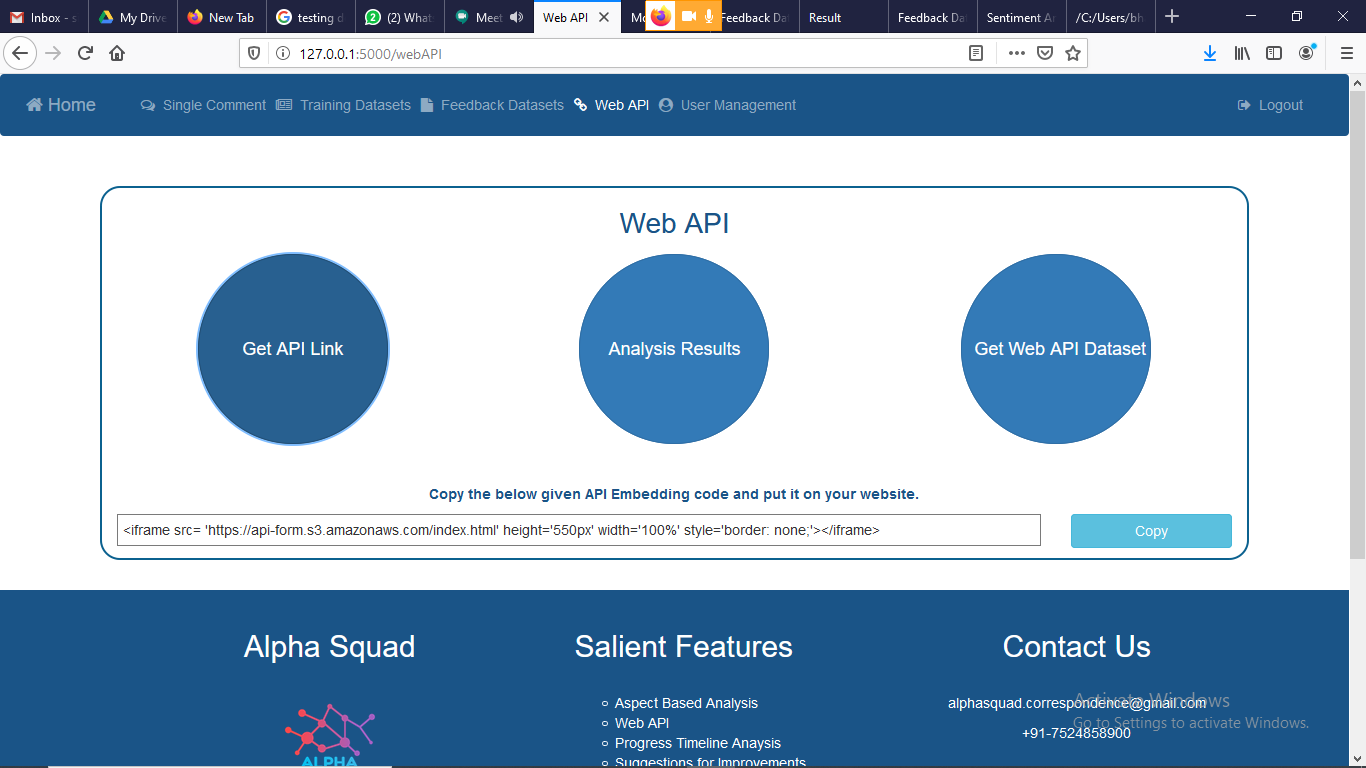 Inbox - s
My Drive
New Tab
testing d
(2) What
Meet
Web API
Mo
Feedback Da
Result
Feedback Dat
Sentiment An
/C:/Users/bh
127.0.0.1:5000/webAPI
Home
Single Comment
Training Datasets
Feedback Datasets
Web API
User Management
Logout
Web API
Get API Link
Analysis Results
Get Web API Dataset
Copy the below given API Embedding code and put it on your website.
<iframe src= 'https://api-form.s3.amazonaws.com/index.html' height='550px' width='100%' style='border: none;'></iframe>
Copy
Alpha Squad
ALPHA
Salient Features
Aspect Based Analysis
Web API
Progress Timeline Anaysis
Suggestions for Improvements
Contact Us
alphasquad.correspondence@gmail.com
+91-7524858900
Activate Windows
Go to Settings to activate Windows.